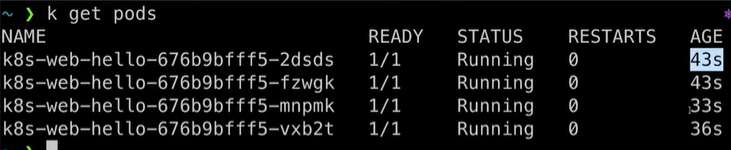 ~ ❯ k get pods
NAME READY STATUS RESTARTS AGE
k8s-web-hello-676b9bfff5-2dsds 1/1 Running 0 43s
k8s-web-hello-676b9bfff5-fzwgk 1/1 Running 0 43s
k8s-web-hello-676b9bfff5-mnpmk 1/1 Running 0 33s
k8s-web-hello-676b9bfff5-vxb2t 1/1 Running 0 36s
~ ❯